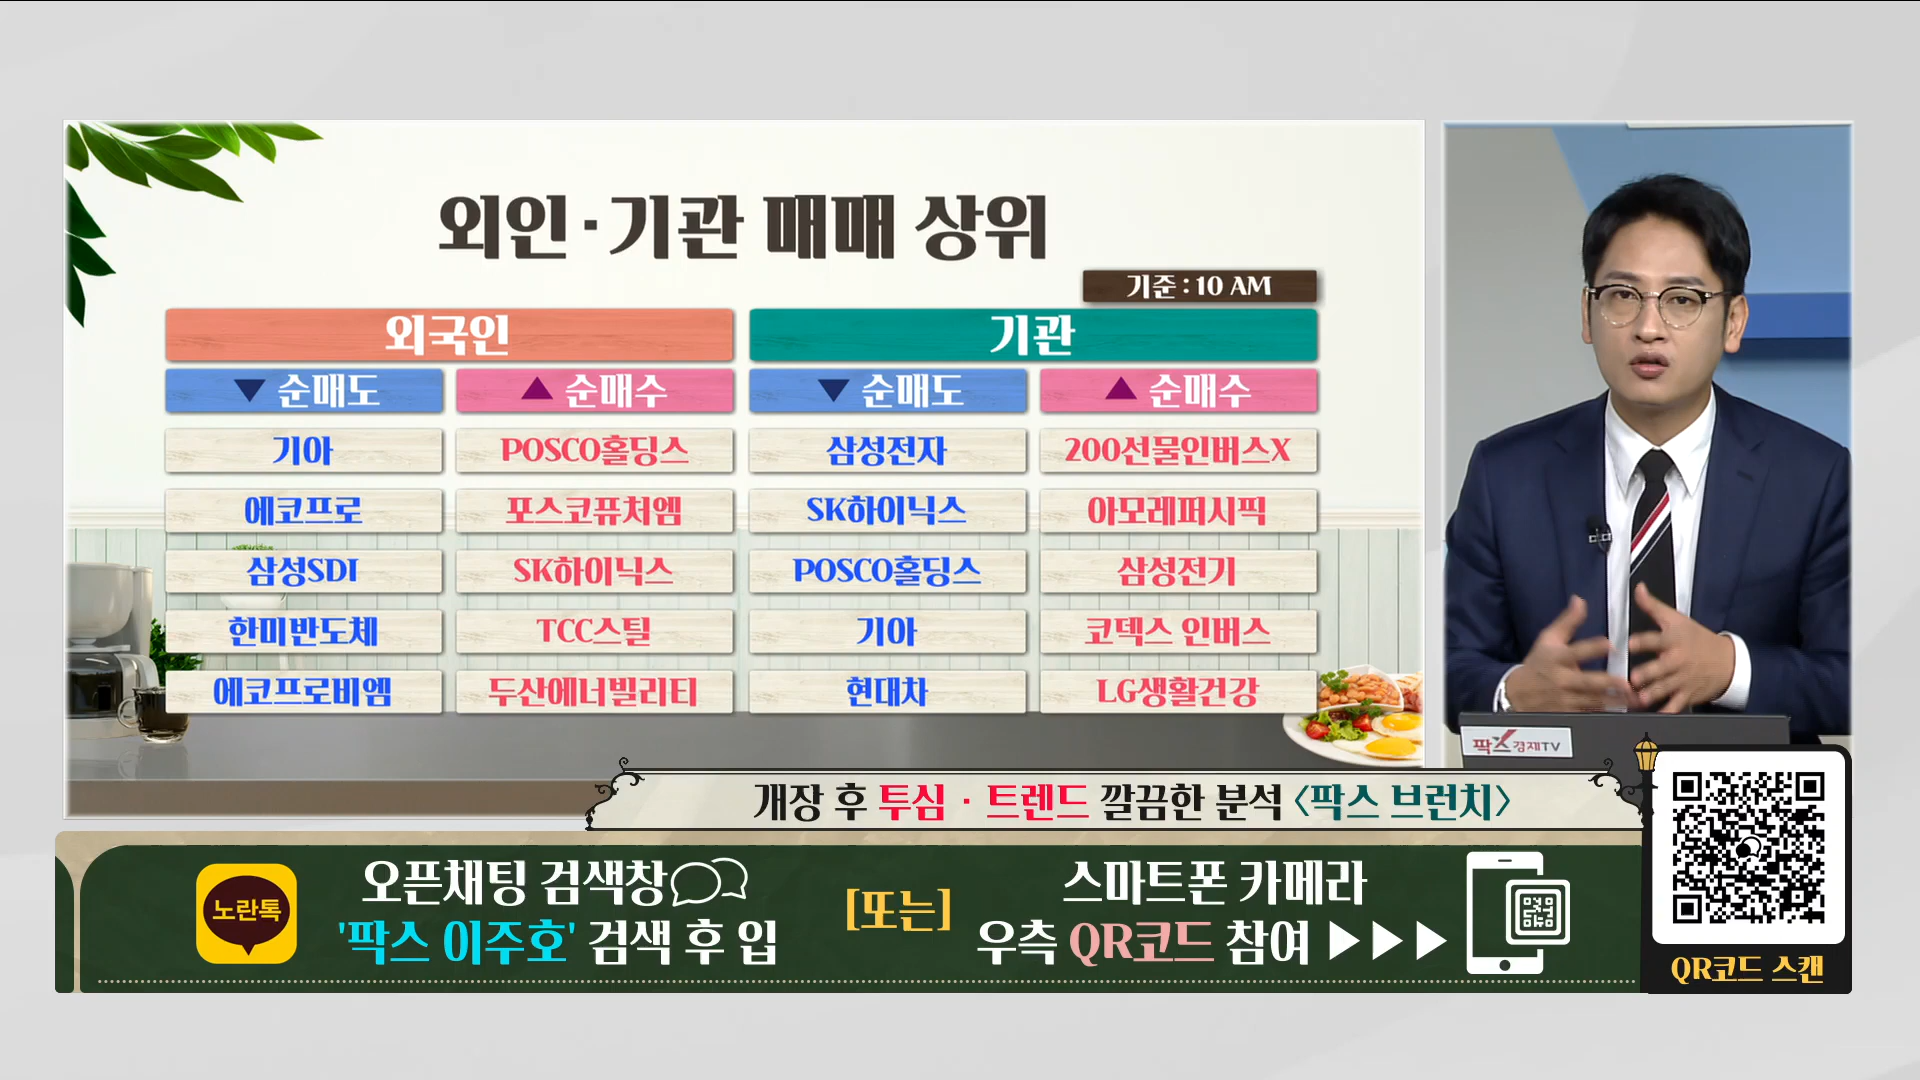 외인·기관 매매 상위
기준 : 10 AM
외국인
기관
▼ 순매도
▲ 순매수
▼ 순매도
▲ 순매수
기아
POSCO홀딩스
삼성전자
200선물인버스X
에코프로
포스코퓨처엠
SK하이닉스
아모레퍼시픽
삼성SDI
SK하이닉스
POSCO홀딩스
삼성전기
한미반도체
TCC스틸
기아
코덱스 인버스
에코프로비엠
두산에너빌리티
현대차
LG생활건강
팍스경제TV
개장 후 투심 · 트렌드 깔끔한 분석 〈팍스 브런치〉
노란톡
오픈채팅 검색창
'팍스 이주호' 검색 후 입
[또는]
스마트폰 카메라
우측 QR코드 참여 ▶▶▶
QR코드 스캔